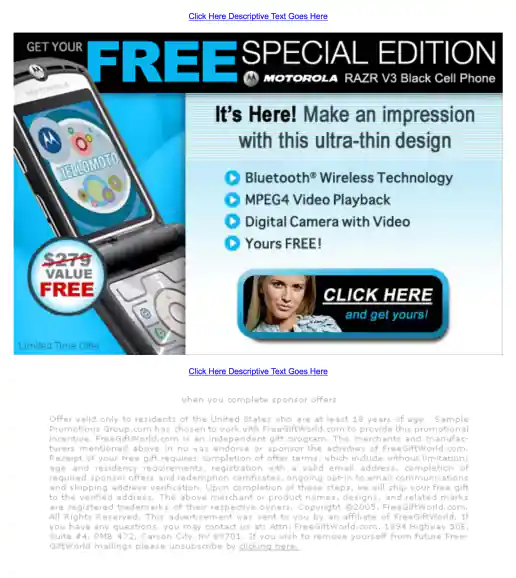 Click Here Descriptive Text Goes Here
GET YOUR FREE SPECIAL EDITION
MOTOROLA RAZR V3 Black Cell Phone
It's Here! Make an impression
with this ultra-thin design
Bluetooth® Wireless Technology
MPEG4 Video Playback
Digital Camera with Video
Yours FREE!
HELLOMOTO
$279
VALUE
FREE
CLICK HERE
and get yours!
Limited Time Offer
Click Here Descriptive Text Goes Here
when you complete sponsor offers
Offer valid only to residents of the United States who are at least 18 years of age. Sample
Promotions Group.com has chosen to work with FreeGiftWorld.com to provide this promotional
incentive. FreeGiftWorld.com is an independent gift program. The merchants and manufac-
turers mentioned above in no way endorse or sponsor the activities of FreeGiftWorld.com.
Receipt of your free gift requires completion of offer terms which include without limitation:
age and residency requirements, registration with a valid email address, completion of
required sponsor offers and redemption certificates, ongoing opt-in to email communications
and shipping address verification. Upon completion of these steps, we will ship your free gift
to the verified address. The above merchant or product names, designs, and related marks
are registered trademarks of their respective owners. Copyright ©2005, FreeGiftWorld.com.
All Rights Reserved. This advertisement was sent to you by an affiliate of FreeGiftWorld. If
you have any questions, you may contact us at: Attn: FreeGiftWorld.com, 1894 Highway 50E,
Suite #4, PMB 472, Carson City, NV 89701. If you wish to remove yourself from future Free-
GiftWorld mailings please unsubscribe by clicking here.